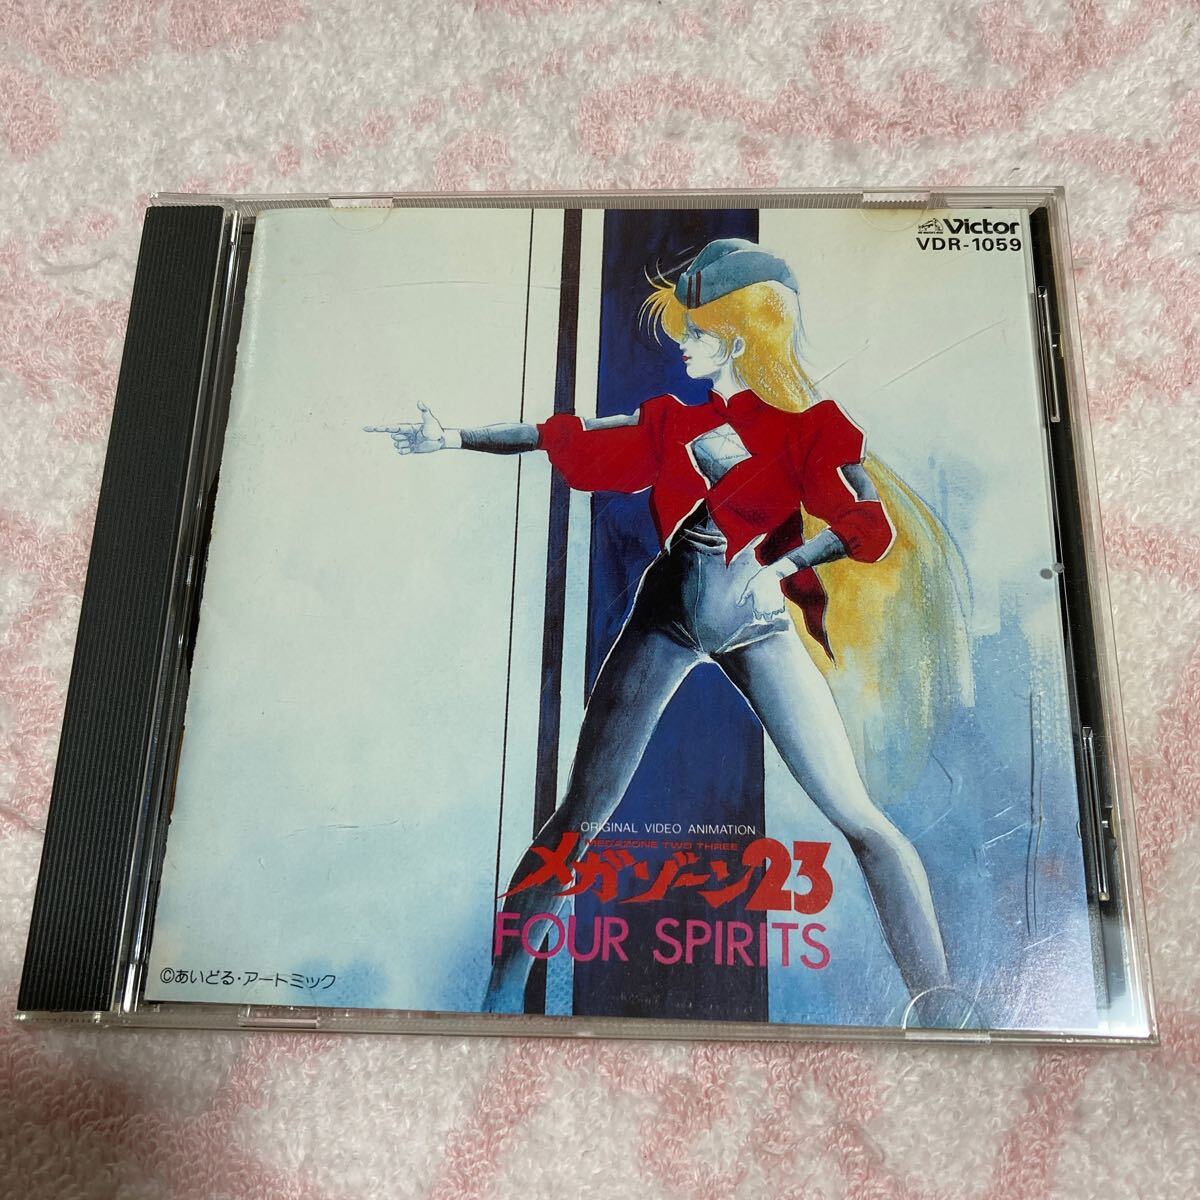 Victor
VDR-1059
ORIGINAL VIDEO ANIMATION
MEGAZONE TWO THREE
メガゾーン23
FOUR SPIRITS
©あいどる・アートミック